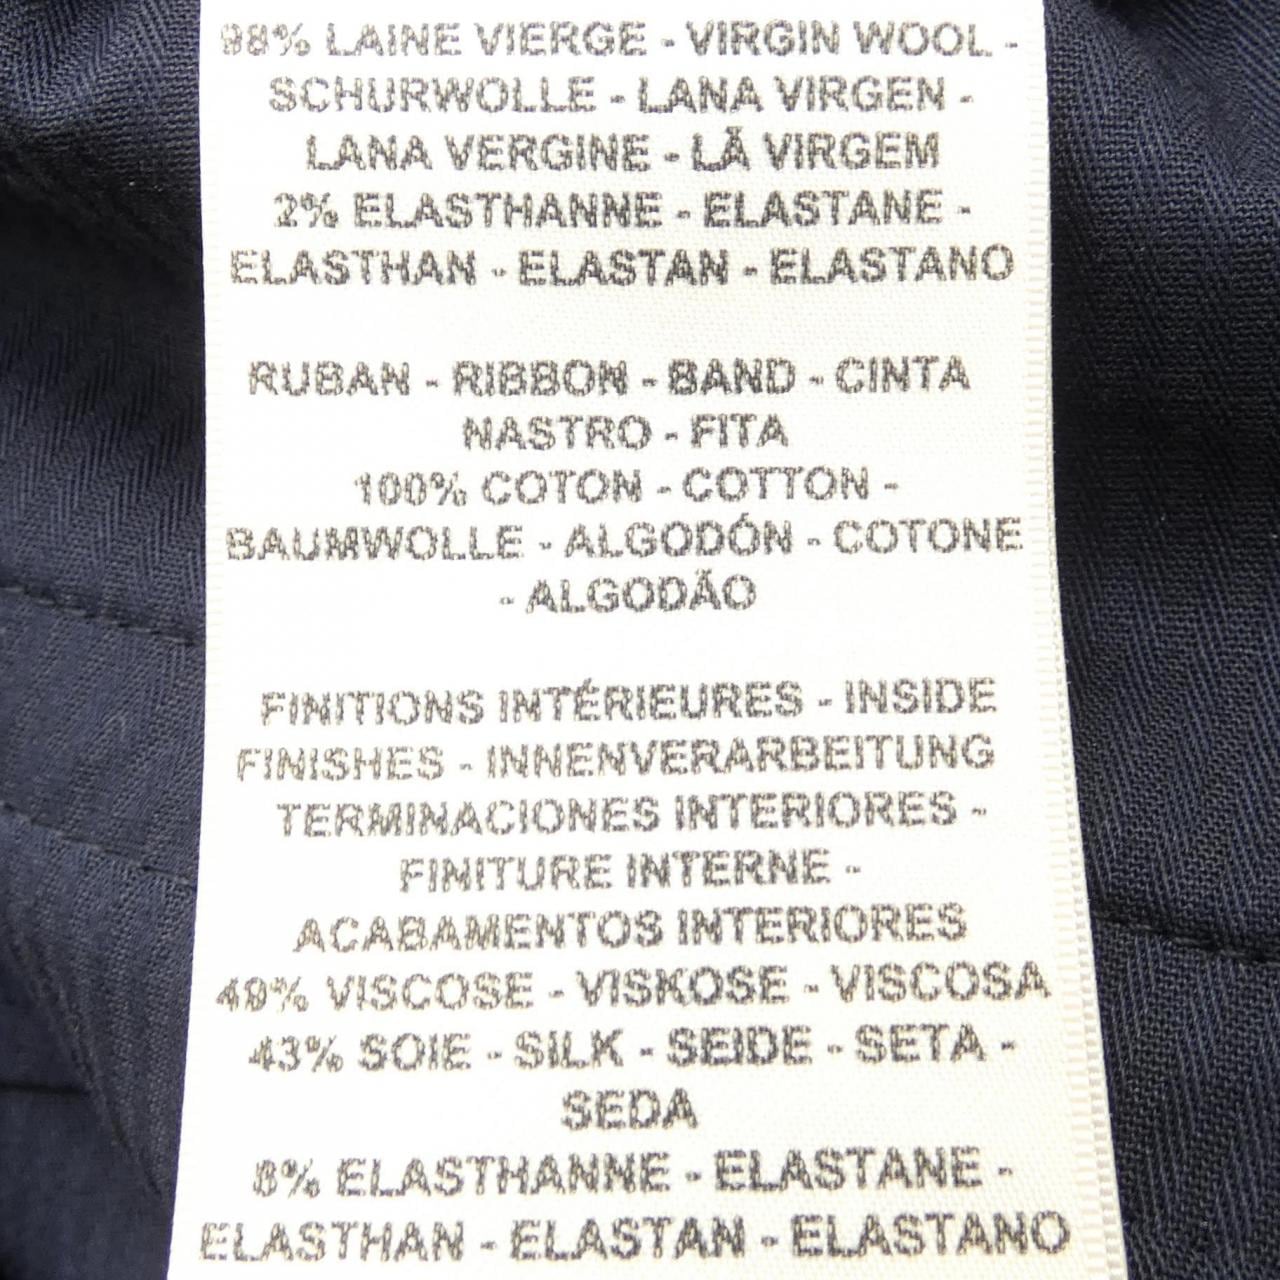 98% LAINE VIERGE - VIRGIN WOOL -
SCHURWOLLE - LANA VIRGEN -
LANA VERGINE - LÃ VIRGEM
2% ELASTHANNE - ELASTANE -
ELASTHAN - ELASTAN - ELASTANO
RUBAN - RIBBON - BAND - CINTA
NASTRO - FITA
100% COTON - COTTON -
BAUMWOLLE - ALGODÓN - COTONE
- ALGODÃO
FINITIONS INTÉRIEURES - INSIDE
FINISHES - INNENVERARBEITUNG
TERMINACIONES INTERIORES -
FINITURE INTERNE -
ACABAMENTOS INTERIORES
49% VISCOSE - VISKOSE - VISCOSA
43% SOIE - SILK - SEIDE - SETA -
SEDA
8% ELASTHANNE - ELASTANE -
ELASTHAN - ELASTAN - ELASTANO